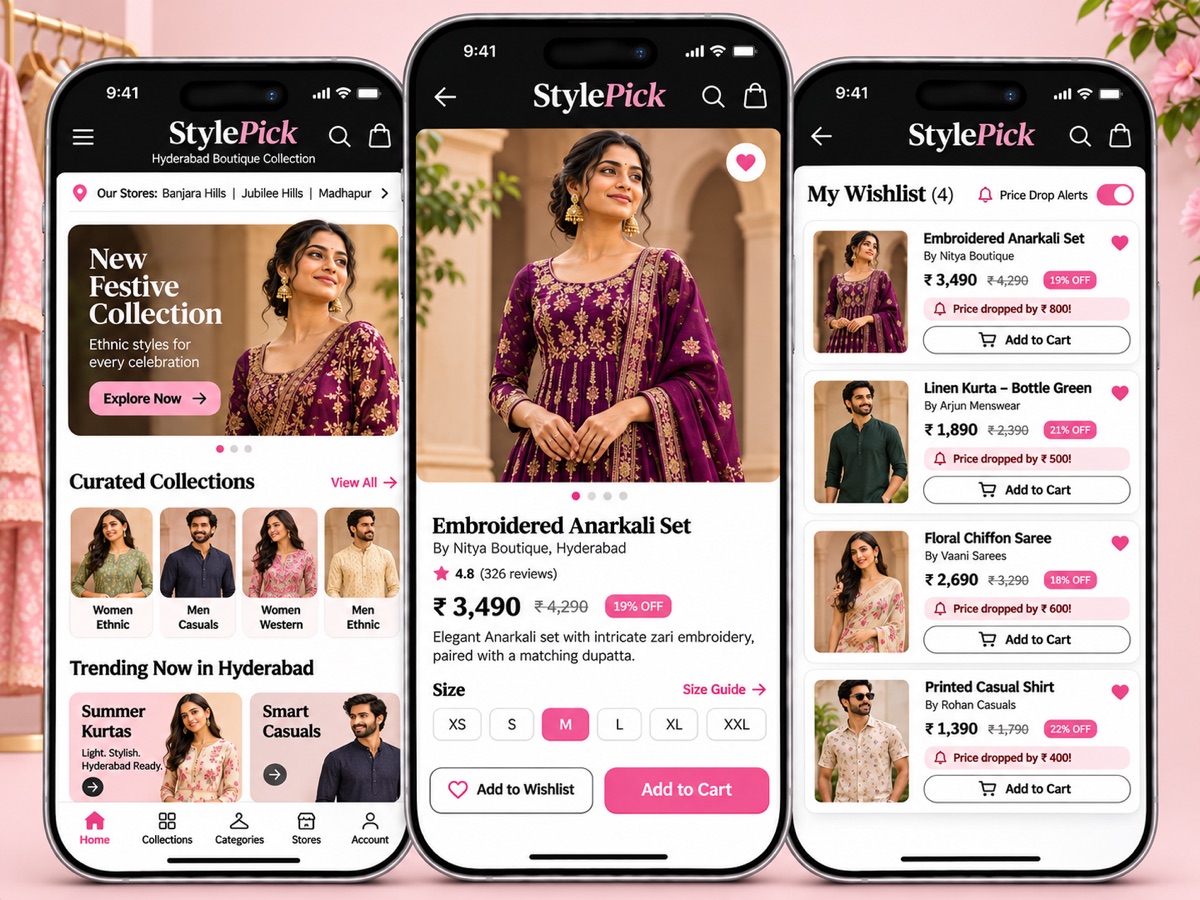 9:41
StylePick
Hyderabad Boutique Collection
Our Stores: Banjara Hills | Jubilee Hills | Madhapur
New
Festive
Collection
Ethnic styles for
every celebration
Explore Now
Curated Collections
View All
Women
Ethnic
Men
Casuals
Women
Western
Men
Ethnic
Trending Now in Hyderabad
Summer
Kurtas
Light. Stylish.
Hyderabad Ready.
Smart
Casuals
Home
Collections
Categories
Stores
Account
9:41
StylePick
Embroidered Anarkali Set
By Nitya Boutique, Hyderabad
4.8 (326 reviews)
₹ 3,490 ₹ 4,290 19% OFF
Elegant Anarkali set with intricate zari embroidery,
paired with a matching dupatta.
Size
Size Guide
XS S M L XL XXL
Add to Wishlist
Add to Cart
9:41
StylePick
My Wishlist (4)
Price Drop Alerts
Embroidered Anarkali Set
By Nitya Boutique
₹ 3,490 ₹ 4,290 19% OFF
Price dropped by ₹ 800!
Add to Cart
Linen Kurta – Bottle Green
By Arjun Menswear
₹ 1,890 ₹ 2,390 21% OFF
Price dropped by ₹ 500!
Add to Cart
Floral Chiffon Saree
By Vaani Sarees
₹ 2,690 ₹ 3,290 18% OFF
Price dropped by ₹ 600!
Add to Cart
Printed Casual Shirt
By Rohan Casuals
₹ 1,390 ₹ 1,790 22% OFF
Price dropped by ₹ 400!
Add to Cart